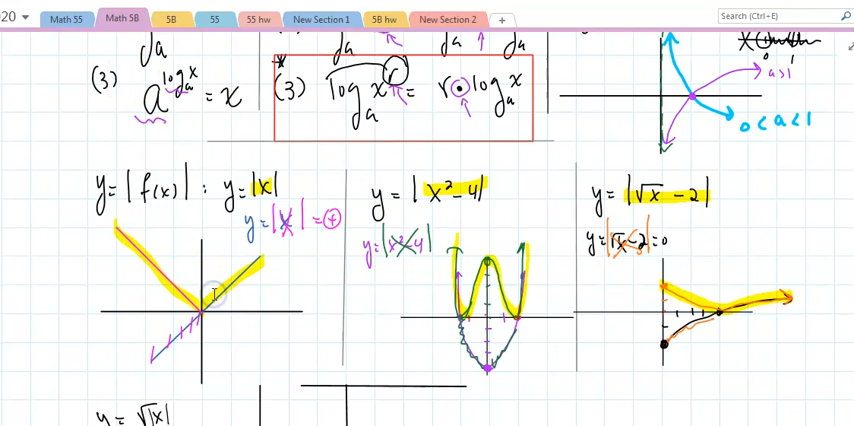 020
Math 55
Math 5B
5B
55
55 hw
New Section 1
5B hw
New Section 2
+
Search (Ctrl+E)
a
a
a
(3) a^{log_a x} = x
(3) log_a x^r = r • log_a x
a>1
0<a<1
y=|f(x)| : y=|x|
y=|x|=+
y=|x²-4|
y=|x²-4|
y=|√x -2|
y=|√x-2|=0
y=√|x|